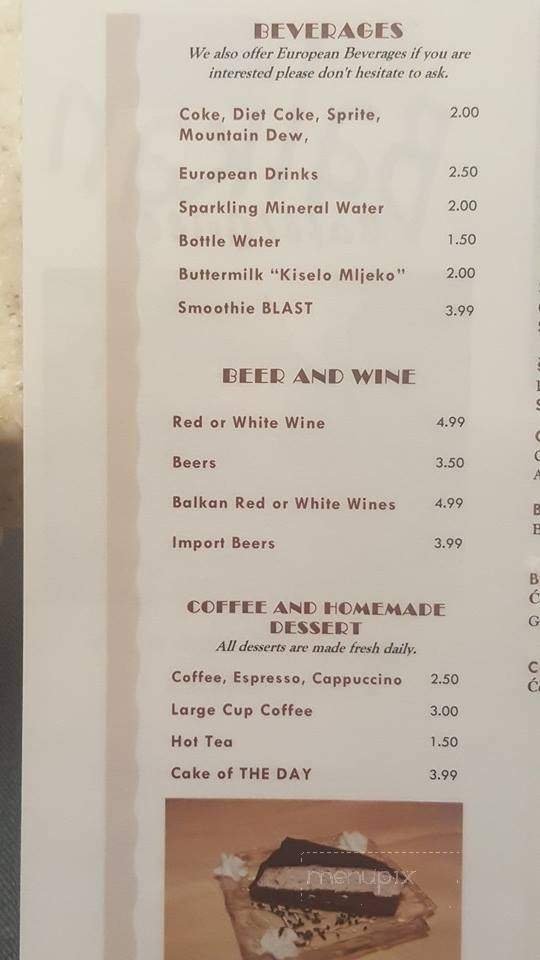 BEVERAGES
We also offer European Beverages if you are
interested please don't hesitate to ask.
Coke, Diet Coke, Sprite, 2.00
Mountain Dew,
European Drinks 2.50
Sparkling Mineral Water 2.00
Bottle Water 1.50
Buttermilk “Kiselo Mljeko” 2.00
Smoothie BLAST 3.99
BEER AND WINE
Red or White Wine 4.99
Beers 3.50
Balkan Red or White Wines 4.99
Import Beers 3.99
COFFEE AND HOMEMADE
DESSERT
All desserts are made fresh daily.
Coffee, Espresso, Cappuccino 2.50
Large Cup Coffee 3.00
Hot Tea 1.50
Cake of THE DAY 3.99
menupix